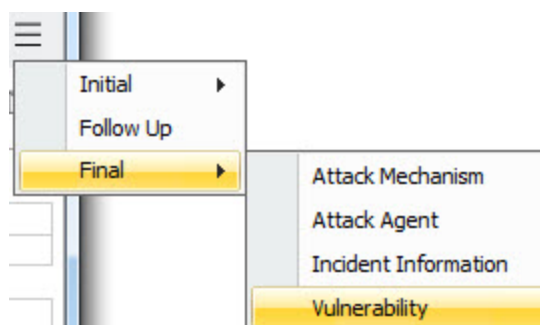 Initial
Follow Up
Final
Attack Mechanism
Attack Agent
Incident Information
Vulnerability